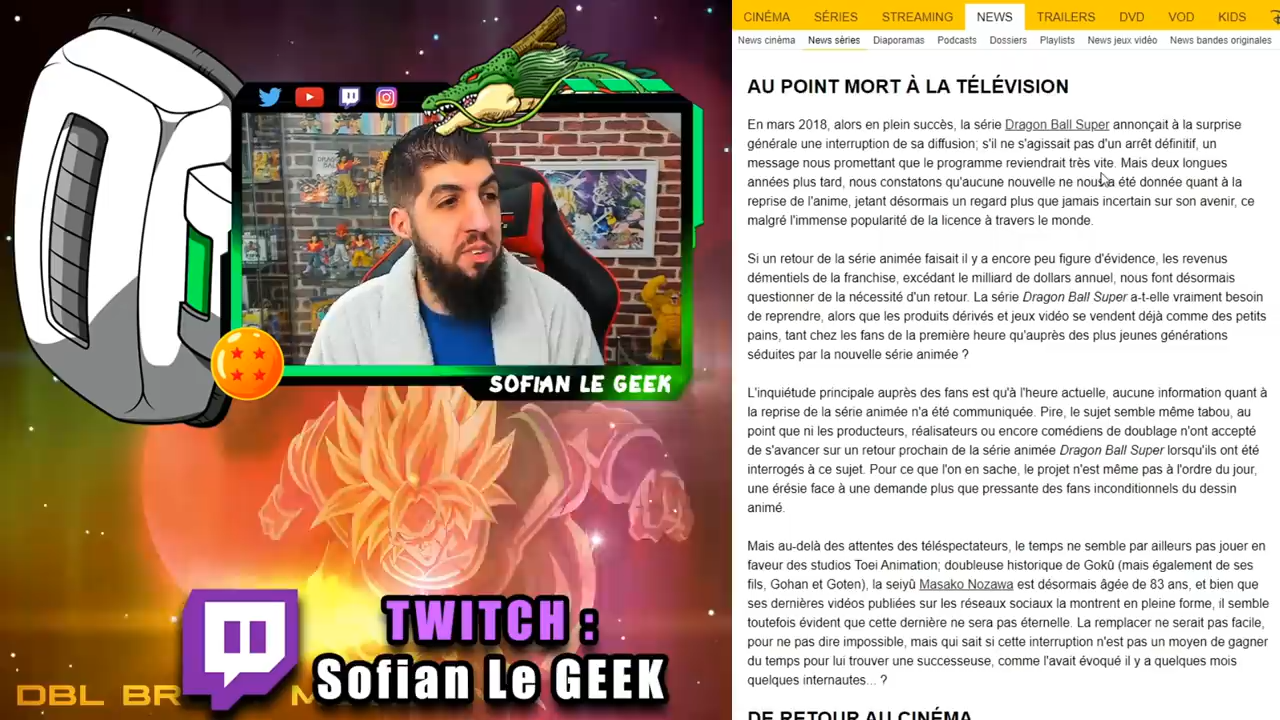 SOFIAN LE GEEK
TWITCH :
Sofian Le GEEK
DBL BR
CINÉMA SÉRIES STREAMING NEWS TRAILERS DVD VOD KIDS
News cinéma News séries Diaporamas Podcasts Dossiers Playlists News jeux vidéo News bandes originales
AU POINT MORT À LA TÉLÉVISION
En mars 2018, alors en plein succès, la série Dragon Ball Super annonçait à la surprise
générale une interruption de sa diffusion; s'il ne s'agissait pas d'un arrêt définitif, un
message nous promettant que le programme reviendrait très vite. Mais deux longues
années plus tard, nous constatons qu'aucune nouvelle ne nous a été donnée quant à la
reprise de l'anime, jetant désormais un regard plus que jamais incertain sur son avenir, ce
malgré l'immense popularité de la licence à travers le monde.
Si un retour de la série animée faisait il y a encore peu figure d'évidence, les revenus
démentiels de la franchise, excédant le milliard de dollars annuel, nous font désormais
questionner de la nécessité d'un retour. La série Dragon Ball Super a-t-elle vraiment besoin
de reprendre, alors que les produits dérivés et jeux vidéo se vendent déjà comme des petits
pains, tant chez les fans de la première heure qu'auprès des plus jeunes générations
séduites par la nouvelle série animée ?
L'inquiétude principale auprès des fans est qu'à l'heure actuelle, aucune information quant à
la reprise de la série animée n'a été communiquée. Pire, le sujet semble même tabou, au
point que ni les producteurs, réalisateurs ou encore comédiens de doublage n'ont accepté
de s'avancer sur un retour prochain de la série animée Dragon Ball Super lorsqu'ils ont été
interrogés à ce sujet. Pour ce que l'on en sache, le projet n'est même pas à l'ordre du jour,
une érésie face à une demande plus que pressante des fans inconditionnels du dessin
animé.
Mais au-delà des attentes des téléspectateurs, le temps ne semble par ailleurs pas jouer en
faveur des studios Toei Animation; doubleuse historique de Gokû (mais également de ses
fils, Gohan et Goten), la seiyû Masako Nozawa est désormais âgée de 83 ans, et bien que
ses dernières vidéos publiées sur les réseaux sociaux la montrent en pleine forme, il semble
toutefois évident que cette dernière ne sera pas éternelle. La remplacer ne serait pas facile,
pour ne pas dire impossible, mais qui sait si cette interruption n'est pas un moyen de gagner
du temps pour lui trouver une successeuse, comme l'avait évoqué il y a quelques mois
quelques internautes... ?
DE RETOUR AU CINÉMA